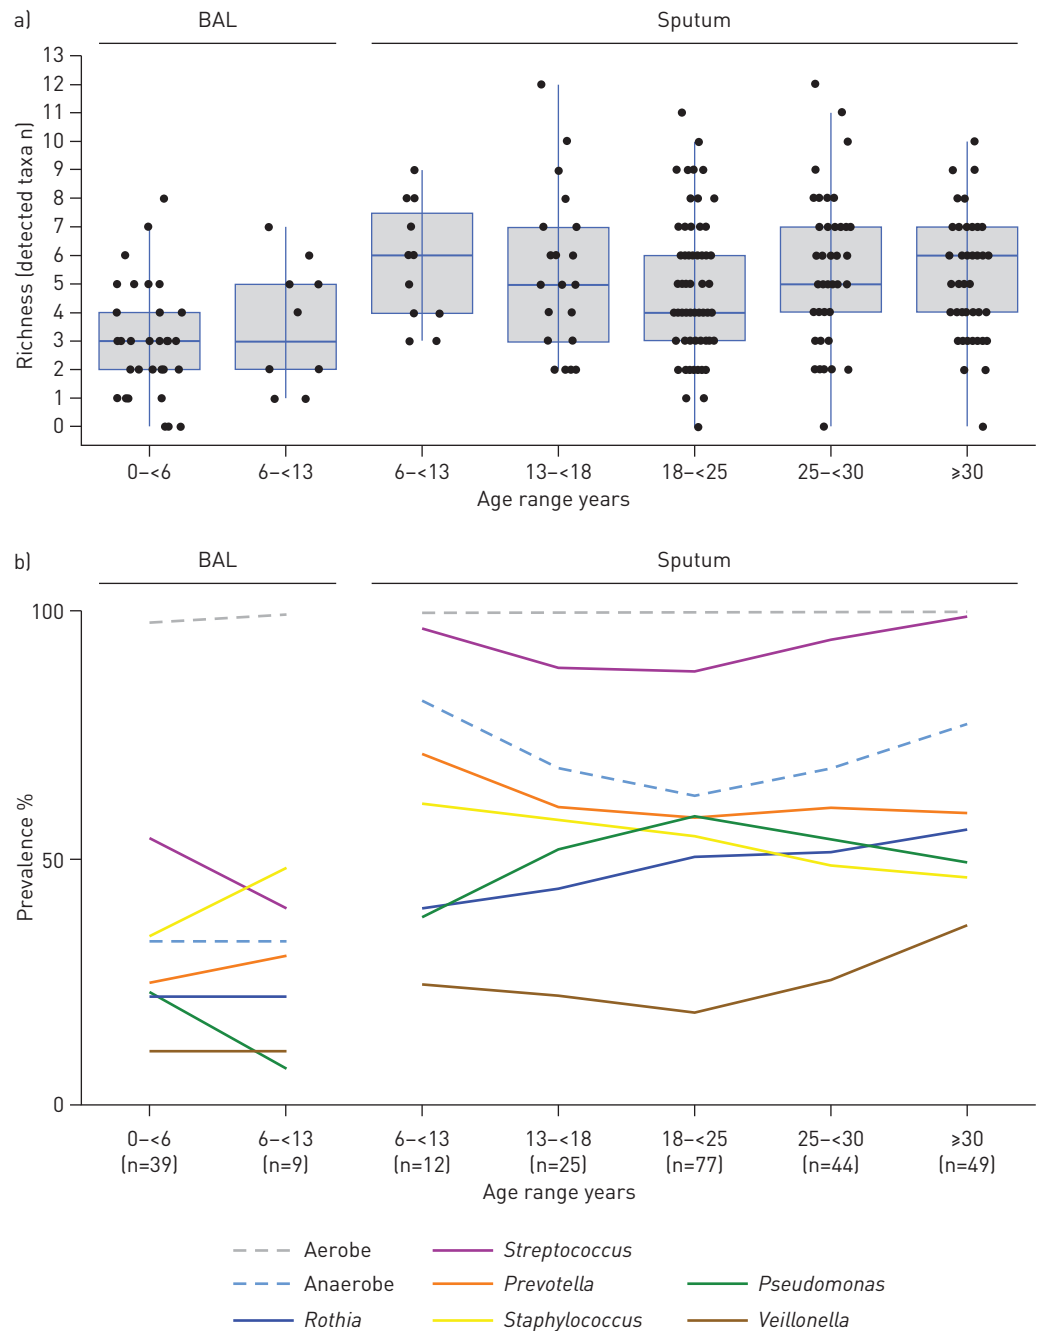 a)
BAL
Sputum
Richness (detected taxa n)
13
12
11
10
9
8
7
6
5
4
3
2
1
0
0–<6
6–<13
6–<13
13–<18
18–<25
25–<30
≥30
Age range years
b)
BAL
Sputum
Prevalence %
100
50
0
0–<6
6–<13
6–<13
13–<18
18–<25
25–<30
≥30
(n=39)
(n=9)
(n=12)
(n=25)
(n=77)
(n=44)
(n=49)
Age range years
Aerobe
Streptococcus
Anaerobe
Prevotella
Pseudomonas
Rothia
Staphylococcus
Veillonella